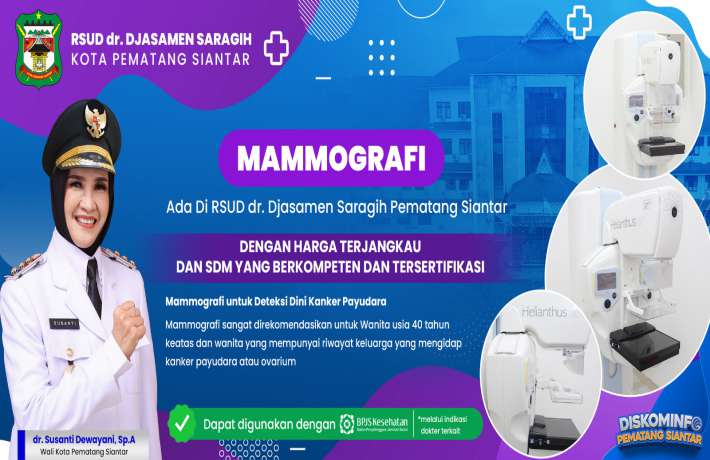 RSUD dr. DJASAMEN SARAGIH
KOTA PEMATANG SIANTAR
MAMMOGRAFI
Ada Di RSUD dr. Djasamen Saragih Pematang Siantar
DENGAN HARGA TERJANGKAU
DAN SDM YANG BERKOMPETEN DAN TERSERTIFIKASI
Mammografi untuk Deteksi Dini Kanker Payudara
Mammografi sangat direkomendasikan untuk Wanita usia 40 tahun
keatas dan wanita yang mempunyai riwayat keluarga yang mengidap
kanker payudara atau ovarium
Dapat digunakan dengan
BPJS Kesehatan
*melalui indikasi
dokter terkait
SUSANTI
dr. Susanti Dewayani, Sp.A
Wali Kota Pematang Siantar
Helianthus
Helianthus
DISKOMINFO
PEMATANG SIANTAR